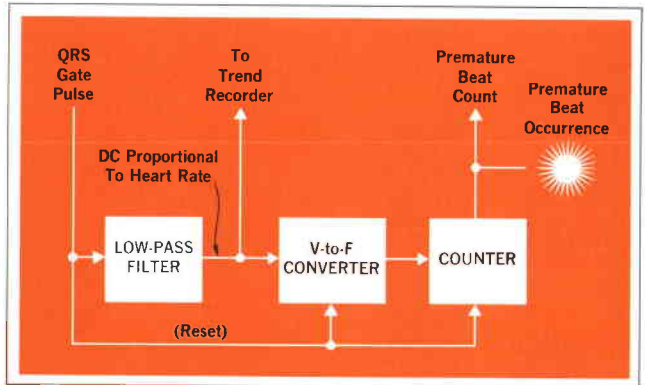 QRS
Gate
Pulse
To
Trend
Recorder
Premature
Beat
Count
Premature
Beat
Occurrence
DC Proportional
To Heart Rate
LOW-PASS
FILTER
V-to-F
CONVERTER
COUNTER
(Reset)